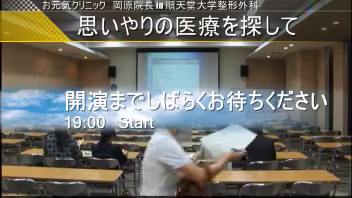 お元気クリニック 岡原院長 in 順天堂大学整形外科
思いやりの医療を探して
開演までしばらくお待ちください
19:00 Start